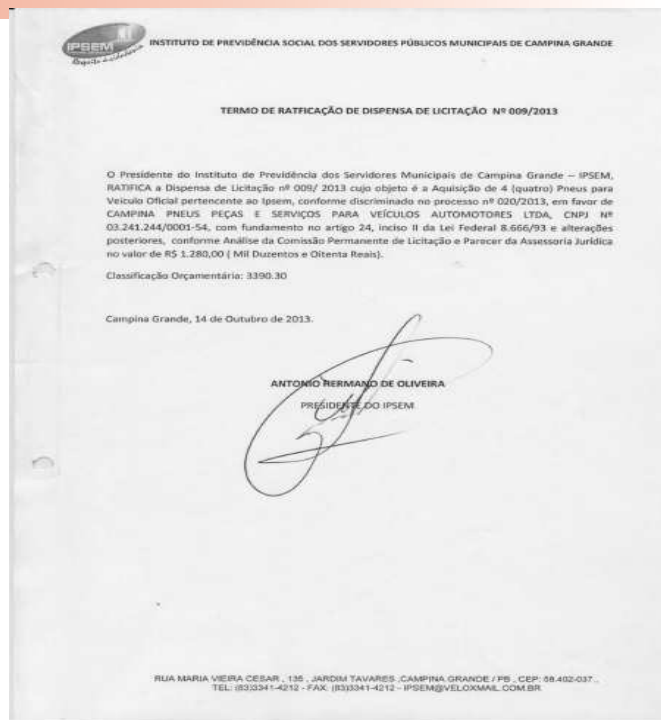 IPSEM
INSTITUTO DE PREVIDÊNCIA SOCIAL DOS SERVIDORES PÚBLICOS MUNICIPAIS DE CAMPINA GRANDE
TERMO DE RATFICAÇÃO DE DISPENSA DE LICITAÇÃO Nº 009/2013
O Presidente do Instituto de Previdência dos Servidores Municipais de Campina Grande – IPSEM,
RATIFICA a Dispensa de Licitação nº 009/ 2013 cujo objeto é a Aquisição de 4 (quatro) Pneus para
Veículo Oficial pertencente ao Ipsem, conforme discriminado no processo nº 020/2013, em favor de
CAMPINA PNEUS PEÇAS E SERVIÇOS PARA VEÍCULOS AUTOMOTORES LTDA, CNPJ Nº
03.241.244/0001-54, com fundamento no artigo 24, inciso II da Lei Federal 8.666/93 e alterações
posteriores, conforme Análise da Comissão Permanente de Licitação e Parecer da Assessoria Jurídica
no valor de R$ 1.280,00 ( Mil Duzentos e Oitenta Reais).
Classificação Orçamentária: 3390.30
Campina Grande, 14 de Outubro de 2013.
ANTONIO HERMANO DE OLIVEIRA
PRESIDENTE DO IPSEM
RUA MARIA VIEIRA CESAR , 135 , JARDIM TAVARES ,CAMPINA GRANDE / PB , CEP: 58.402-037 ,
TEL: (83)3341-4212 - FAX: (83)3341-4212 – IPSEM@VELOXMAIL.COM.BR